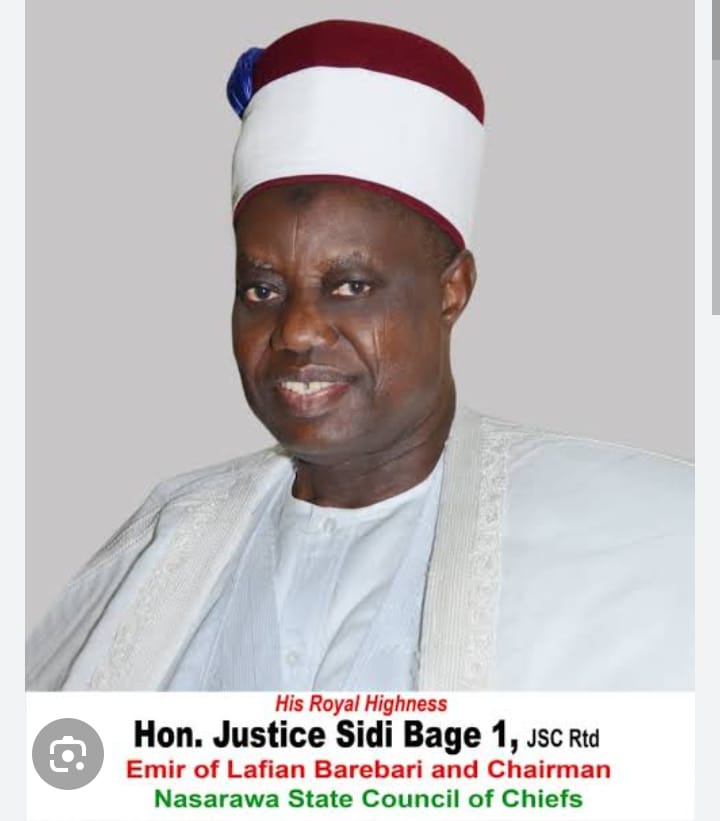 His Royal Highness
Hon. Justice Sidi Bage 1, JSC Rtd
Emir of Lafian Barebari and Chairman
Nasarawa State Council of Chiefs